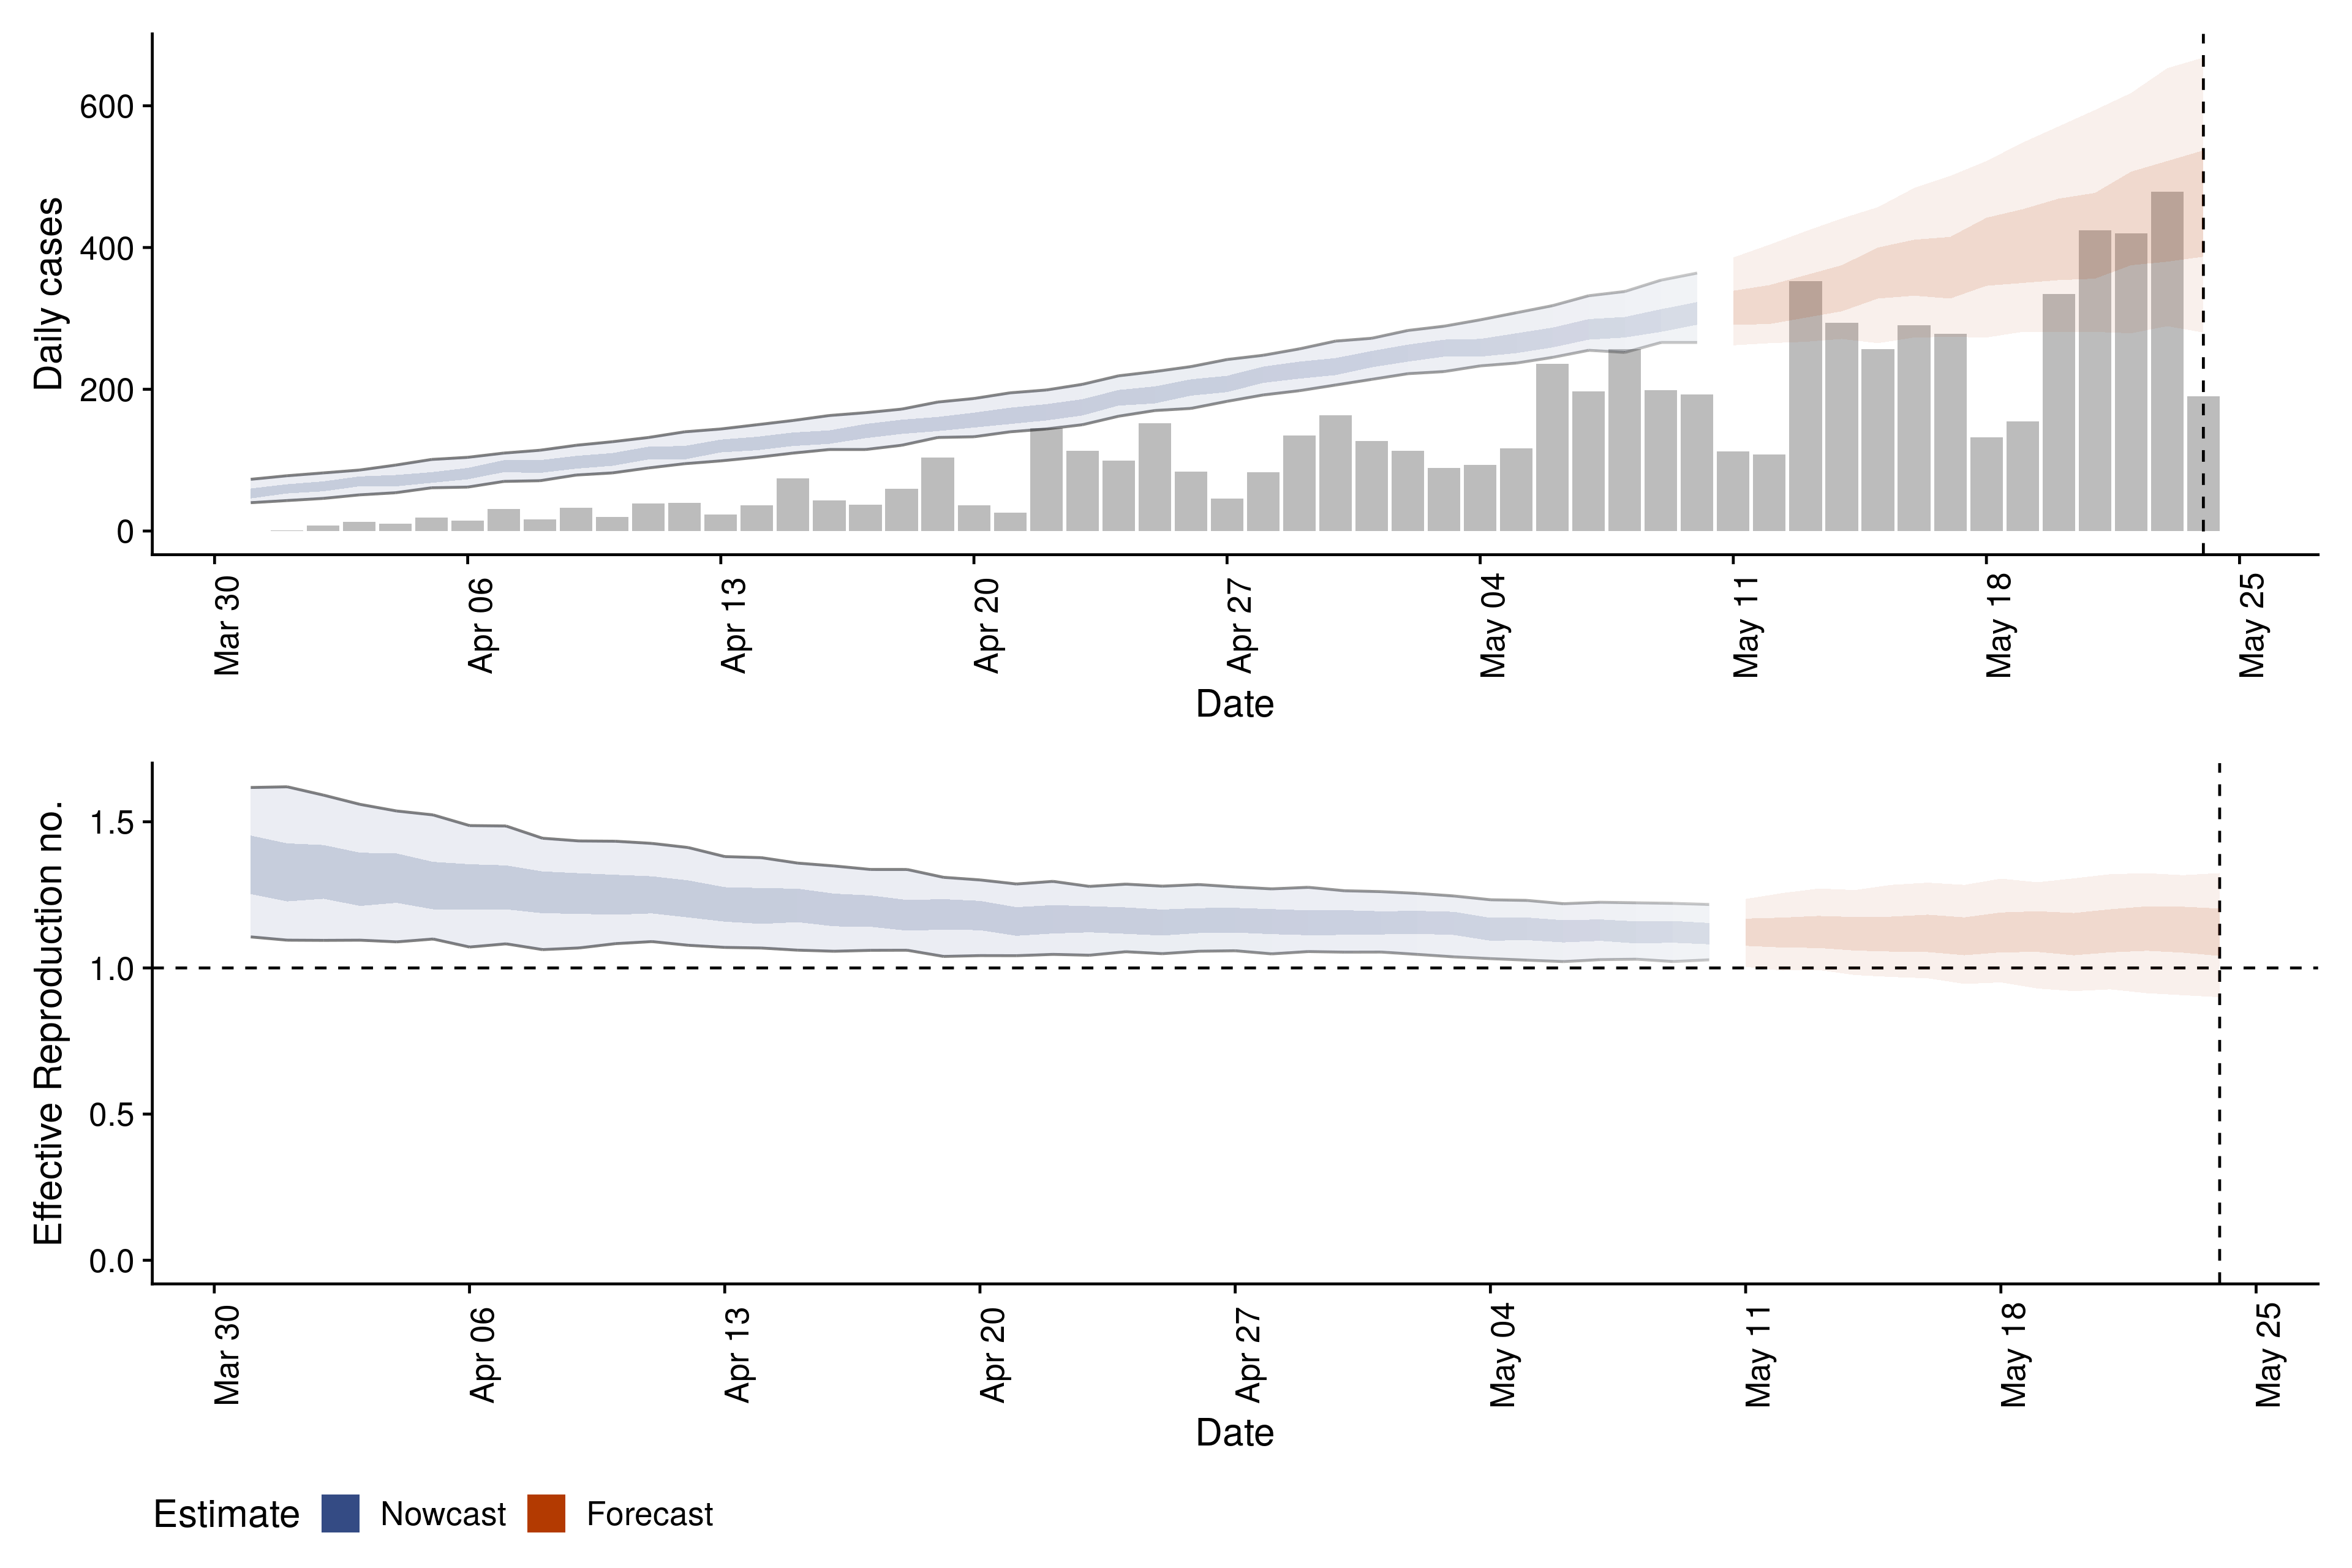 Daily cases
600
400
200
0
Mar 30
Apr 06
Apr 13
Apr 20
Apr 27
May 04
May 11
May 18
May 25
Date
Effective Reproduction no.
1.5
1.0
0.5
0.0
Mar 30
Apr 06
Apr 13
Apr 20
Apr 27
May 04
May 11
May 18
May 25
Date
Estimate Nowcast Forecast